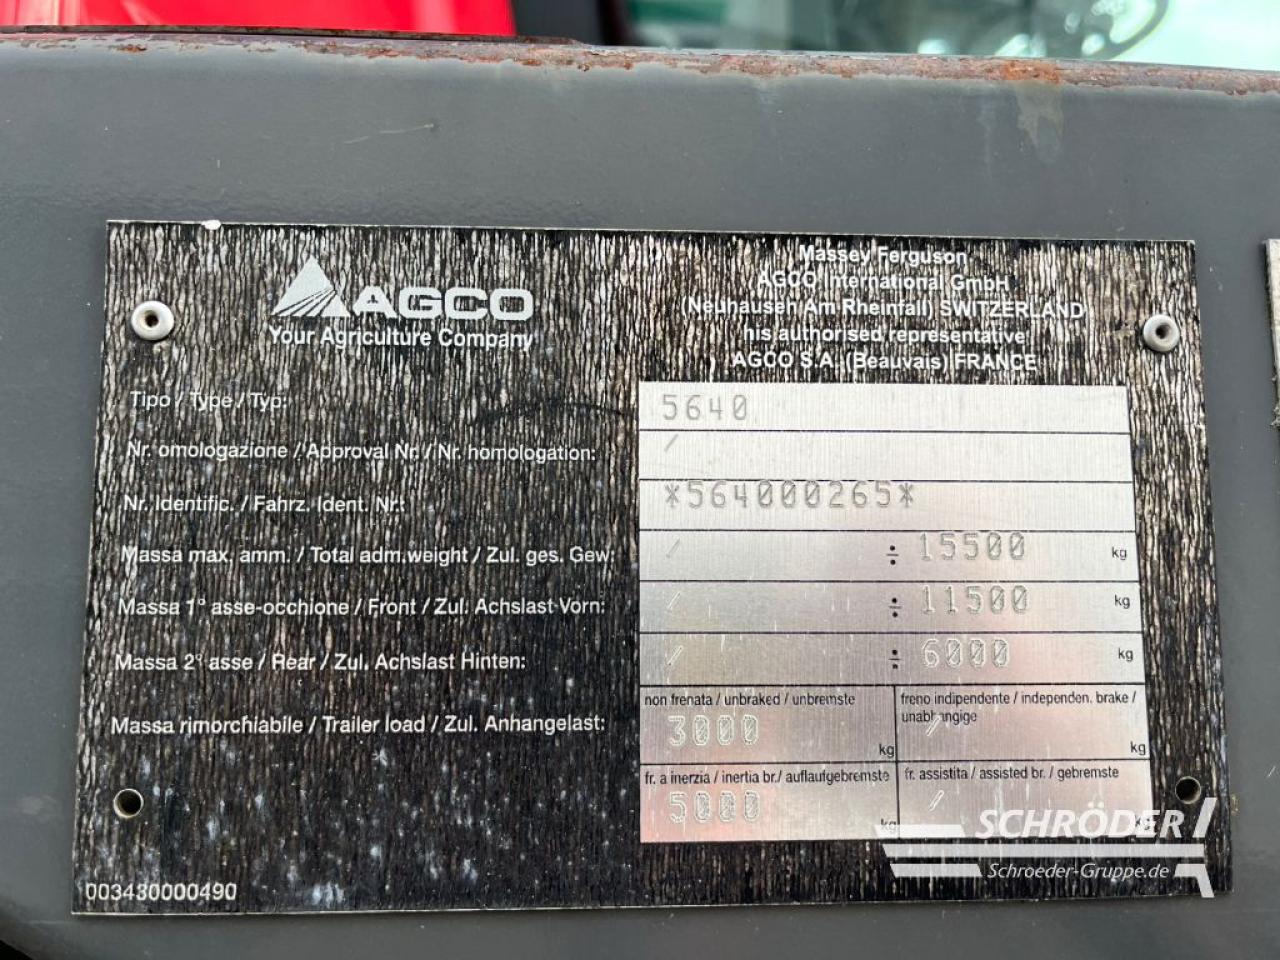 AGCO
Your Agriculture Company
Massey Ferguson
AGCO International GmbH
(Neuhausen Am Rheinfall) SWITZERLAND
his authorised representative
AGCO S.A. (Beauvais) FRANCE
Tipo / Type / Typ: 5640
Nr. omologazione / Approval Nr. / Nr. homologation: /
Nr. Identific. / Fahrz. Ident. Nr.: *564000265*
Massa max. amm. / Total adm.weight / Zul. ges. Gew: / ÷ 15500 kg
Massa 1° asse-occhione / Front / Zul. Achslast Vorn: / ÷ 11500 kg
Massa 2° asse / Rear / Zul. Achslast Hinten: / ÷ 6000 kg
Massa rimorchiabile / Trailer load / Zul. Anhangelast:
non frenata / unbraked / unbremste
3000 kg
freno indipendente / independen. brake /
unabhängige
/ kg
fr. a inerzia / inertia br./ auflaufgebremste
5000 kg
fr. assistita / assisted br. / gebremste
/ kg
003430000490
SCHRÖDER
Schroeder-Gruppe.de